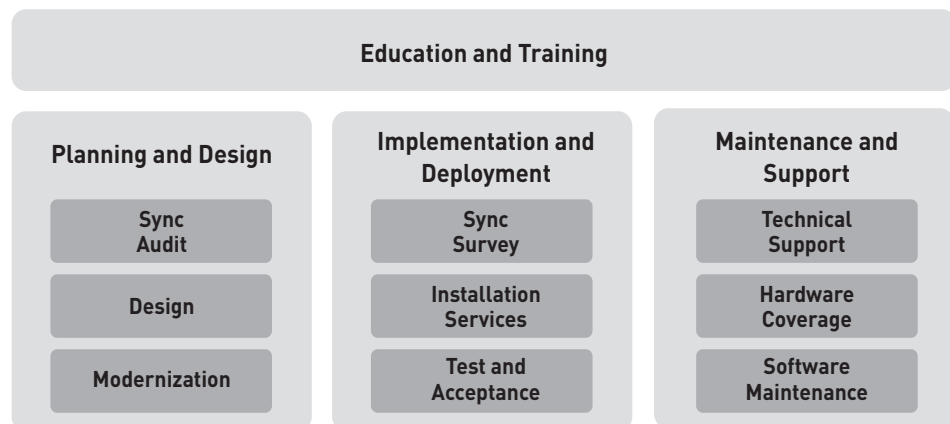 Education and Training
Planning and Design
Sync
Audit
Design
Modernization
Implementation and
Deployment
Sync
Survey
Installation
Services
Test and
Acceptance
Maintenance and
Support
Technical
Support
Hardware
Coverage
Software
Maintenance